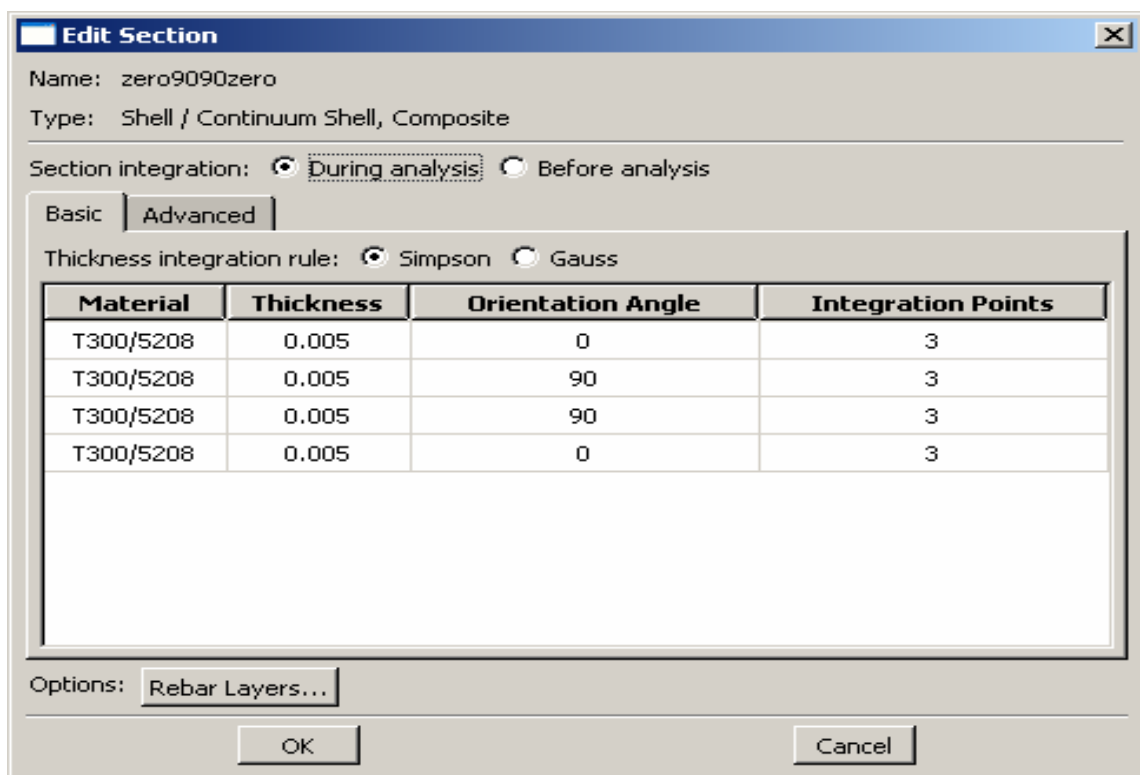 Edit Section
Name: zero9090zero
Type: Shell / Continuum Shell, Composite
Section integration: During analysis Before analysis
Basic Advanced
Thickness integration rule: Simpson Gauss
Material Thickness Orientation Angle Integration Points
T300/5208 0.005 0 3
T300/5208 0.005 90 3
T300/5208 0.005 90 3
T300/5208 0.005 0 3
Options: Rebar Layers...
OK Cancel